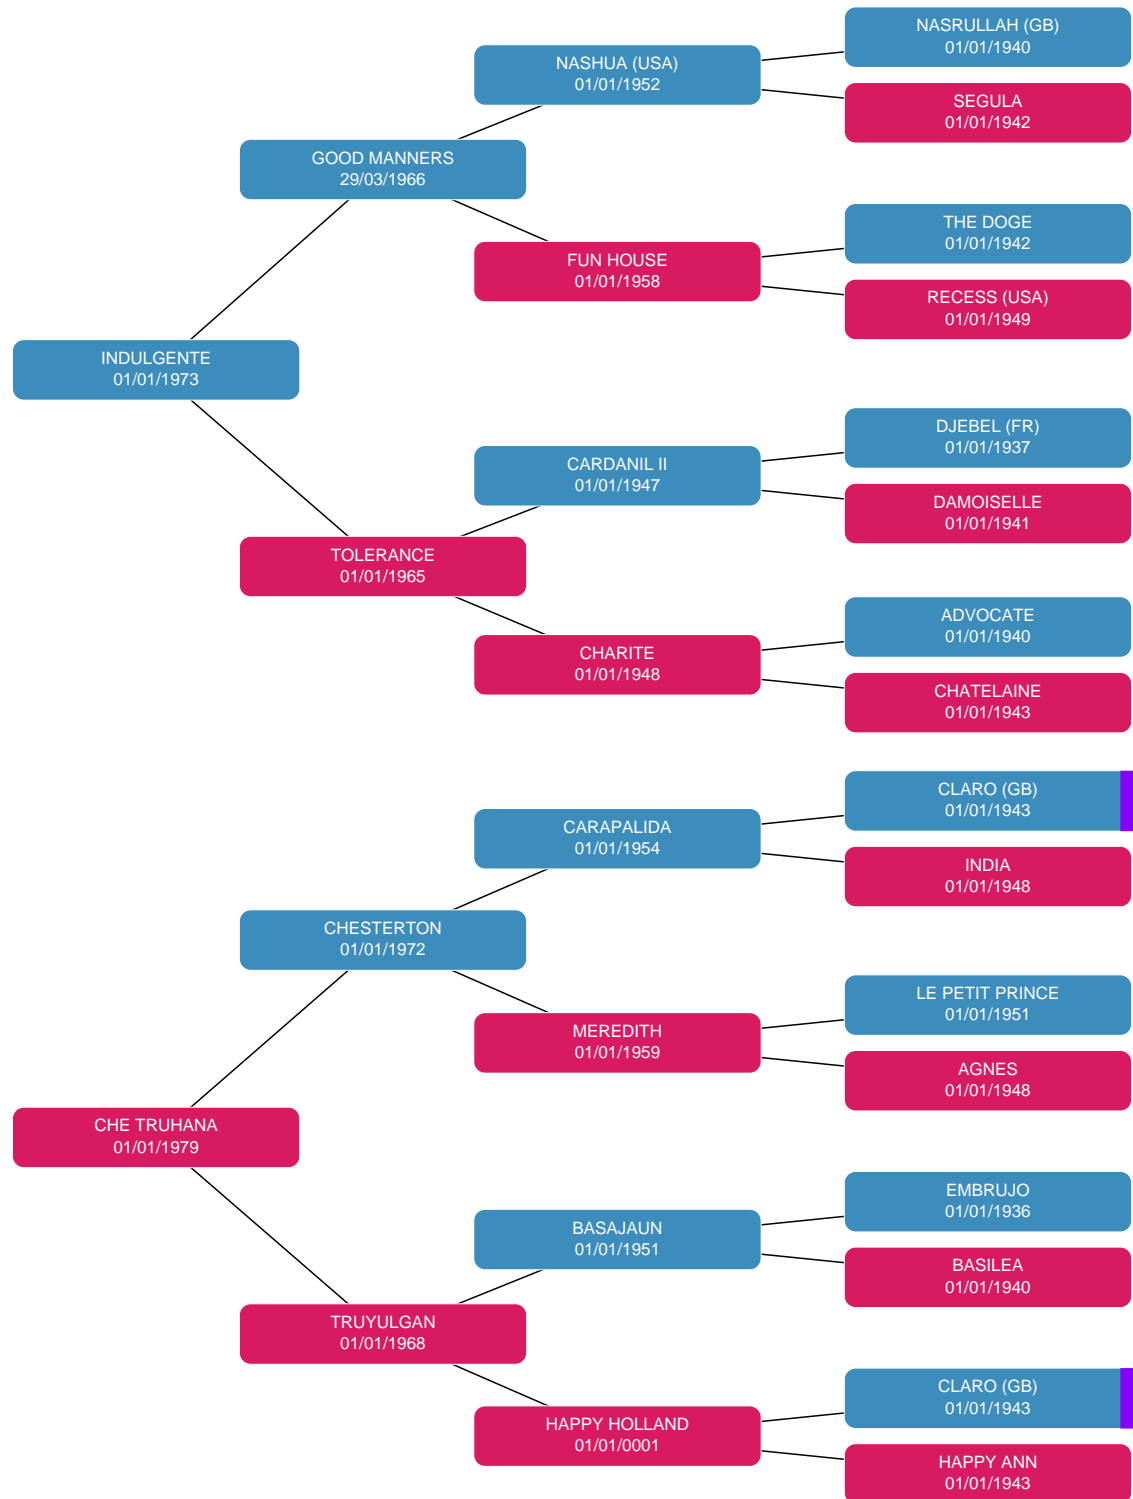 NASRULLAH (GB)
01/01/1940
NASHUA (USA)
01/01/1952
SEGULA
01/01/1942
GOOD MANNERS
29/03/1966
THE DOGE
01/01/1942
FUN HOUSE
01/01/1958
RECESS (USA)
01/01/1949
INDULGENTE
01/01/1973
DJEBEL (FR)
01/01/1937
CARDANIL II
01/01/1947
DAMOISELLE
01/01/1941
TOLERANCE
01/01/1965
ADVOCATE
01/01/1940
CHARITE
01/01/1948
CHATELAINE
01/01/1943
CLARO (GB)
01/01/1943
CARAPALIDA
01/01/1954
INDIA
01/01/1948
CHESTERTON
01/01/1972
LE PETIT PRINCE
01/01/1951
MEREDITH
01/01/1959
AGNES
01/01/1948
CHE TRUHANA
01/01/1979
EMBRUJO
01/01/1936
BASAJAUN
01/01/1951
BASILEA
01/01/1940
TRUYULGAN
01/01/1968
CLARO (GB)
01/01/1943
HAPPY HOLLAND
01/01/0001
HAPPY ANN
01/01/1943